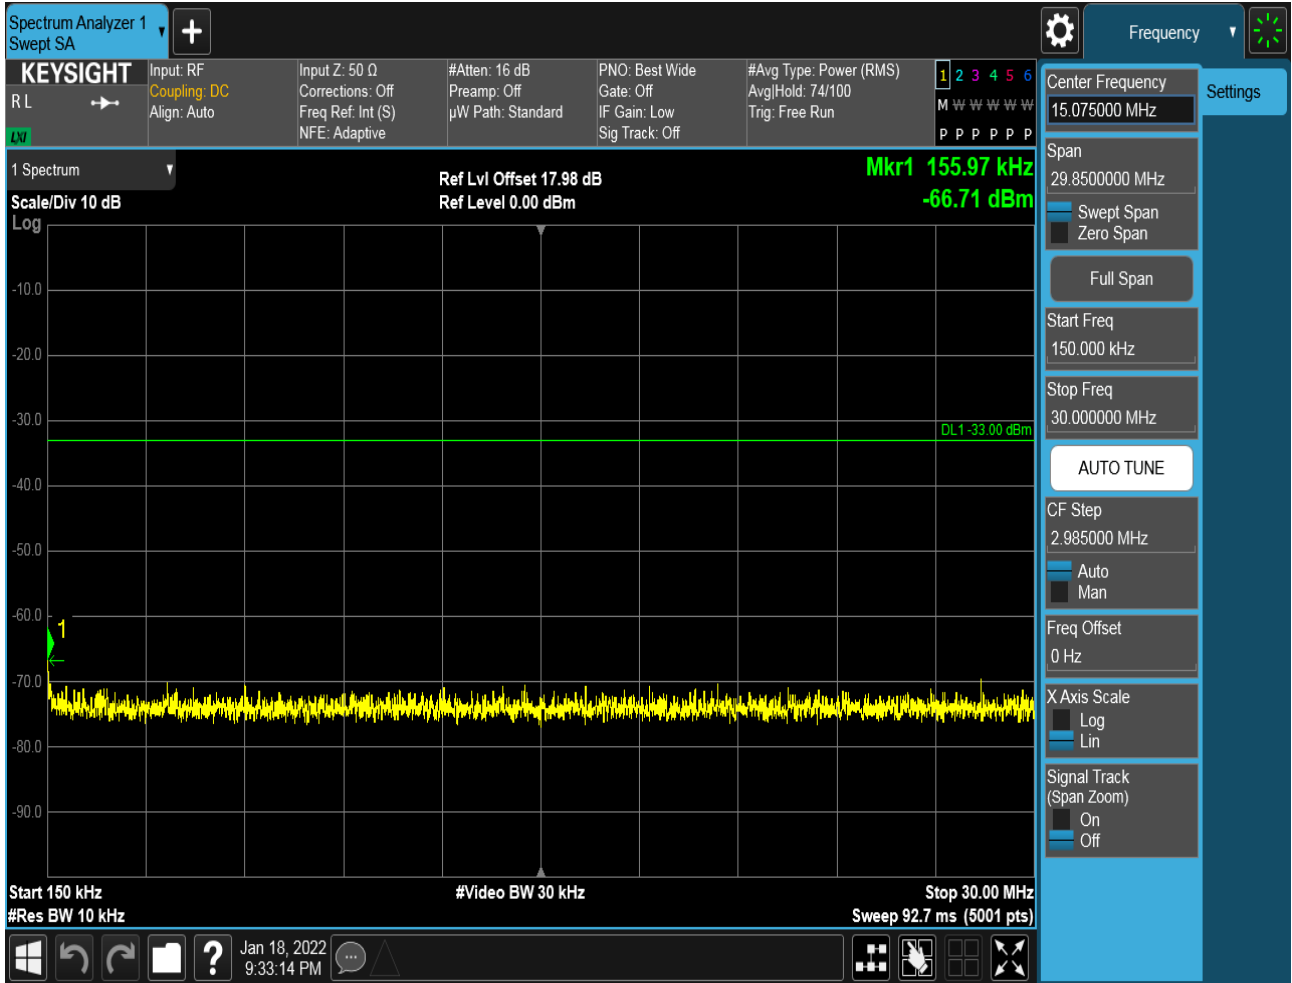 Spectrum Analyzer 1
Swept SA
Frequency
KEYSIGHT
R L
LXI
Input: RF
Coupling: DC
Align: Auto
Input Z: 50 Ω
Corrections: Off
Freq Ref: Int (S)
NFE: Adaptive
#Atten: 16 dB
Preamp: Off
µW Path: Standard
PNO: Best Wide
Gate: Off
IF Gain: Low
Sig Track: Off
#Avg Type: Power (RMS)
Avg|Hold: 74/100
Trig: Free Run
1 2 3 4 5 6
M W W W W W
P P P P P P
1 Spectrum
Scale/Div 10 dB
Ref Lvl Offset 17.98 dB
Ref Level 0.00 dBm
Mkr1 155.97 kHz
-66.71 dBm
Log
-10.0
-20.0
-30.0
DL1 -33.00 dBm
-40.0
-50.0
-60.0
1
-70.0
-80.0
-90.0
Start 150 kHz
#Video BW 30 kHz
Stop 30.00 MHz
#Res BW 10 kHz
Sweep 92.7 ms (5001 pts)
Center Frequency
15.075000 MHz
Settings
Span
29.8500000 MHz
Swept Span
Zero Span
Full Span
Start Freq
150.000 kHz
Stop Freq
30.000000 MHz
AUTO TUNE
CF Step
2.985000 MHz
Auto
Man
Freq Offset
0 Hz
X Axis Scale
Log
Lin
Signal Track
(Span Zoom)
On
Off
?
Jan 18, 2022
9:33:14 PM